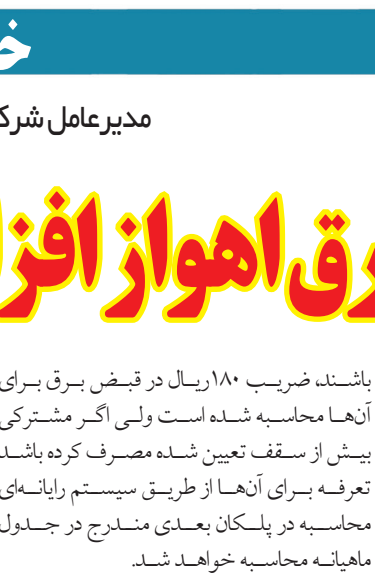 مدیرعامل شرک
رق اهواز افزا
باشند، ضریب ۱۸۰ریال در قبض برق برای
آن‌ها محاسبه شده است ولی اگر مشترکی
بیش از سقف تعیین شده مصرف کرده باشد
تعرفه برای آن‌ها از طریق سیستم رایانه‌ای
محاسبه در پلکان بعدی مندرج در جدول
ماهیانه محاسبه خواهد شد.